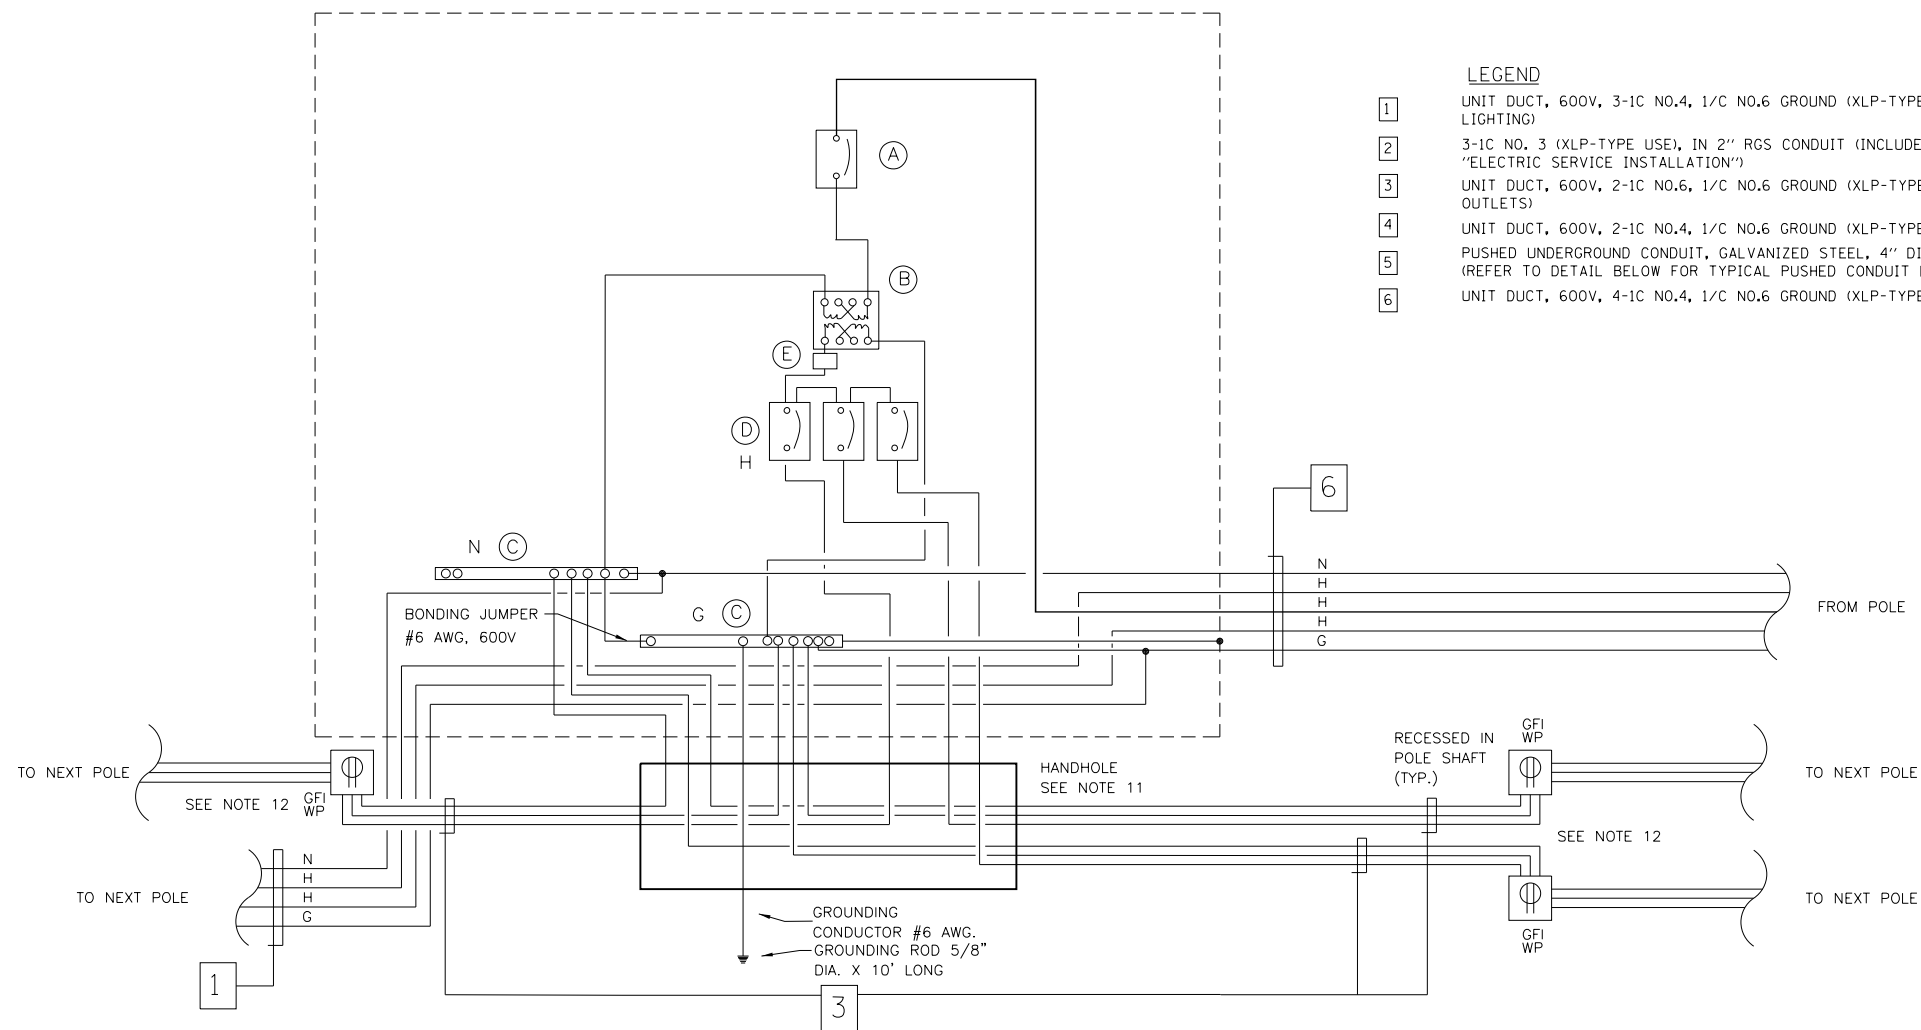 LEGEND
1 UNIT DUCT, 600V, 3-1C NO.4, 1/C NO.6 GROUND (XLP-TYPE
LIGHTING)
2 3-1C NO. 3 (XLP-TYPE USE), IN 2'' RGS CONDUIT (INCLUDE
''ELECTRIC SERVICE INSTALLATION'')
3 UNIT DUCT, 600V, 2-1C NO.6, 1/C NO.6 GROUND (XLP-TYPE
OUTLETS)
4 UNIT DUCT, 600V, 2-1C NO.4, 1/C NO.6 GROUND (XLP-TYPE
5 PUSHED UNDERGROUND CONDUIT, GALVANIZED STEEL, 4'' DI
(REFER TO DETAIL BELOW FOR TYPICAL PUSHED CONDUIT
6 UNIT DUCT, 600V, 4-1C NO.4, 1/C NO.6 GROUND (XLP-TYPE
A
B
E
D
H
6
N C
N
H
H
H
G
FROM POLE
BONDING JUMPER
#6 AWG, 600V
G C
TO NEXT POLE
SEE NOTE 12
GFI
WP
HANDHOLE
SEE NOTE 11
RECESSED IN
POLE SHAFT
(TYP.)
GFI
WP
TO NEXT POLE
SEE NOTE 12
TO NEXT POLE
N
H
H
G
TO NEXT POLE
GFI
WP
GROUNDING
CONDUCTOR #6 AWG.
GROUNDING ROD 5/8"
DIA. X 10' LONG
1
3